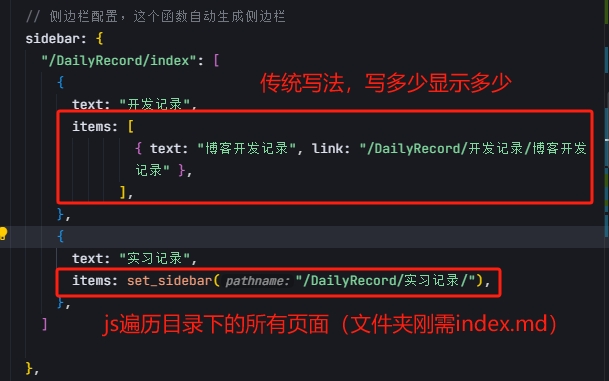 // 侧边栏配置，这个函数自动生成侧边栏
sidebar: {
"/DailyRecord/index": [
{
传统写法，写多少显示多少
text: "开发记录",
items: [
{ text: "博客开发记录", link: "/DailyRecord/开发记录/博客开发
记录" },
],
},
{
text: "实习记录",
items: set_sidebar( pathname: "/DailyRecord/实习记录/"),
},
]
js遍历目录下的所有页面（文件夹刚需index.md）
},